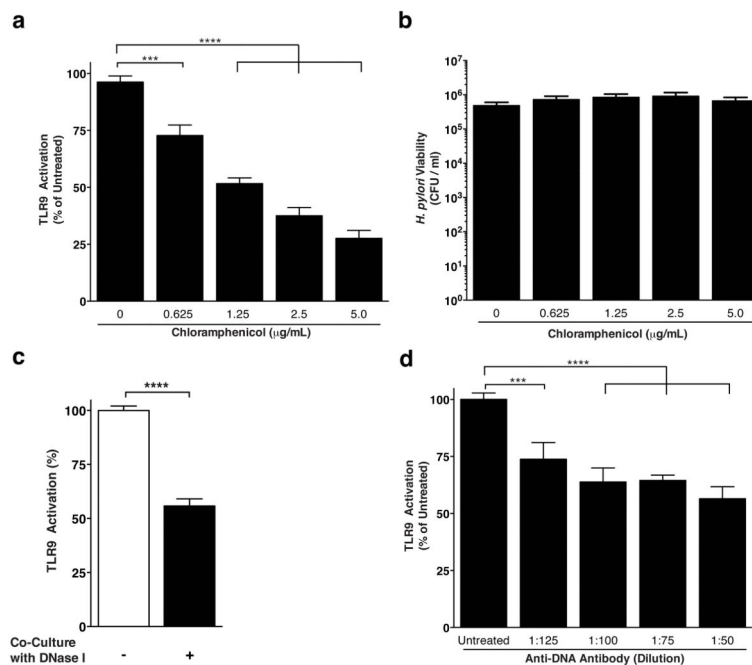 a
****
***
100
75
50
25
0
TLR9 Activation
(% of Untreated)
0 0.625 1.25 2.5 5.0
Chloramphenicol (μg/mL)
b
10⁷
10⁶
10⁵
10⁴
10³
10²
10¹
10⁰
H. pylori Viability
(CFU / ml)
0 0.625 1.25 2.5 5.0
Chloramphenicol (μg/mL)
c
****
100
75
50
25
0
TLR9 Activation (%)
Co-Culture
with DNase I - +
d
****
***
100
75
50
25
0
TLR9 Activation
(% of Untreated)
Untreated 1:125 1:100 1:75 1:50
Anti-DNA Antibody (Dilution)